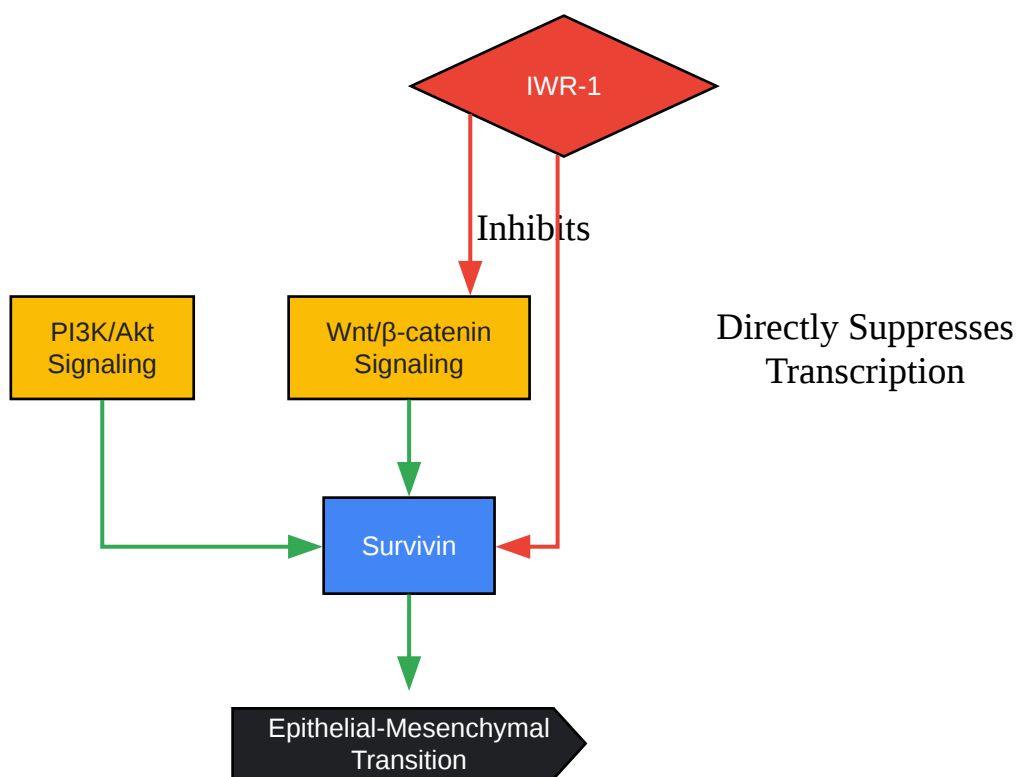 IWR-1
Inhibits
Directly Suppresses
Transcription
PI3K/Akt
Signaling
Wnt/β-catenin
Signaling
Survivin
Epithelial-Mesenchymal
Transition